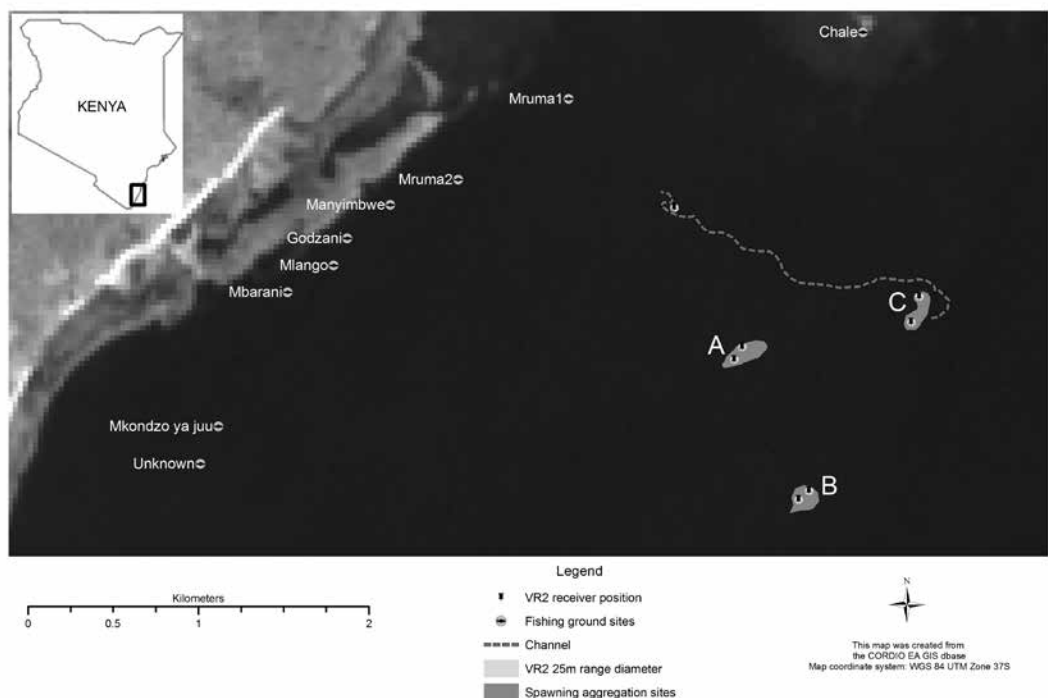 KENYA
Chale
Mruma1
Mruma2
Manyimbwe
Godzani
Mlango
Mbarani
C
A
Mkondzo ya juu
Unknown
B
Kilometers
0 0.5 1 2
Legend
VR2 receiver position
Fishing ground sites
Channel
VR2 25m range diameter
Spawning aggregation sites
N
This map was created from
the CORDIO EA GIS dbase
Map coordinate system: WGS 84 UTM Zone 37S